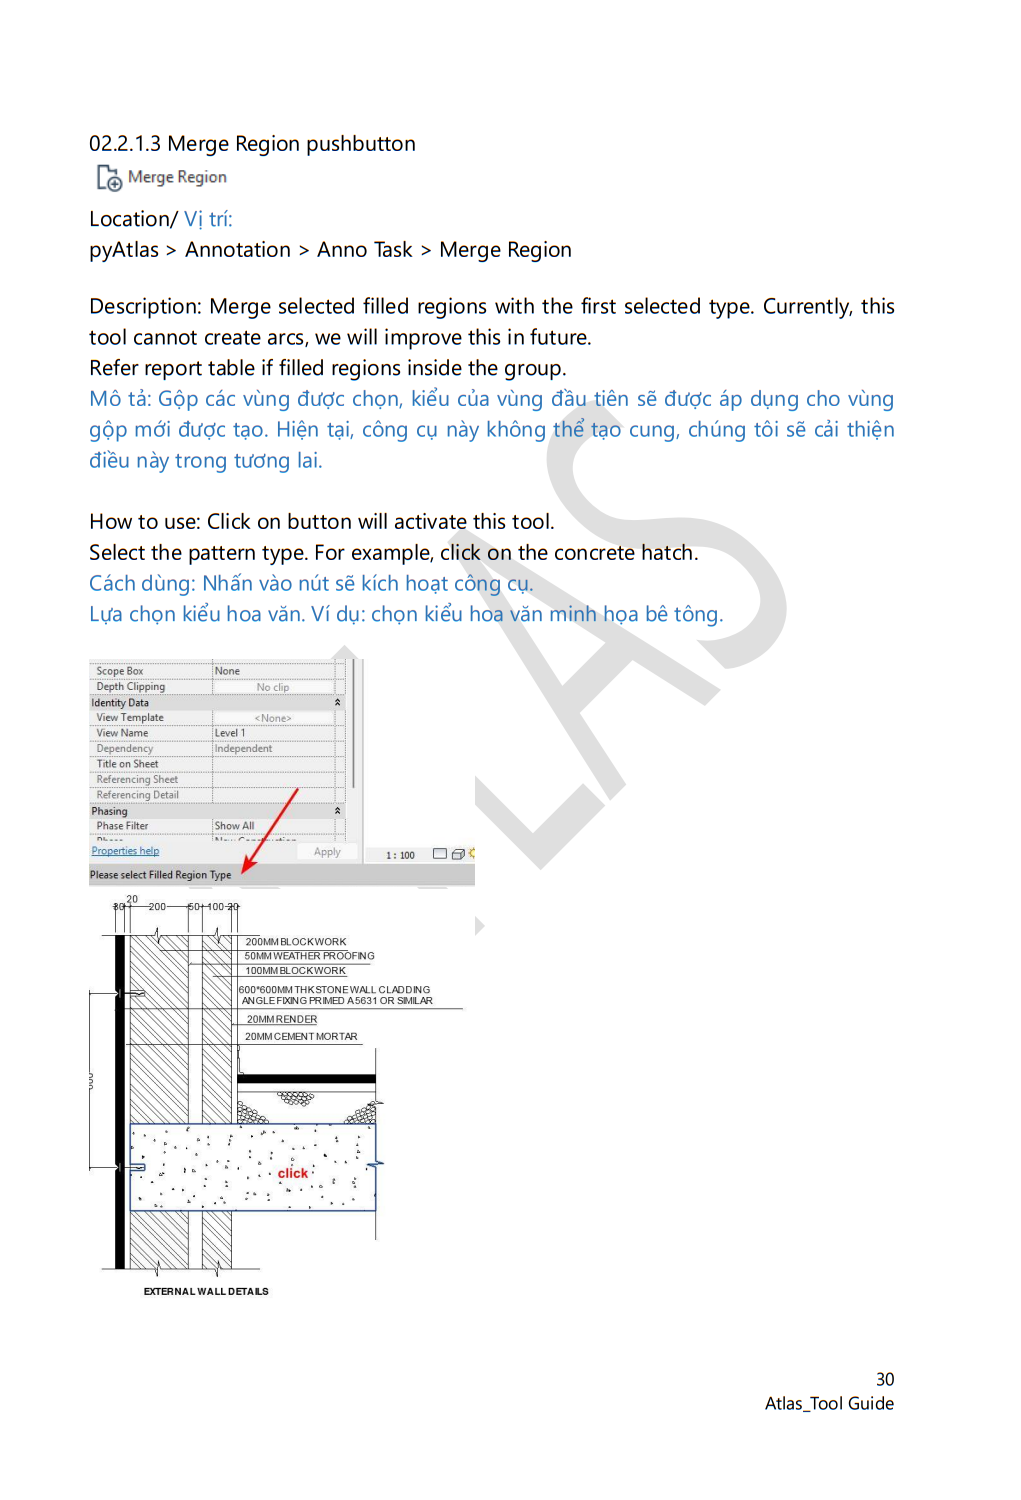 02.2.1.3 Merge Region pushbutton
Merge Region
Location/ Vị trí:
pyAtlas > Annotation > Anno Task > Merge Region
Description: Merge selected filled regions with the first selected type. Currently, this
tool cannot create arcs, we will improve this in future.
Refer report table if filled regions inside the group.
Mô tả: Gộp các vùng được chọn, kiểu của vùng đầu tiên sẽ được áp dụng cho vùng
gộp mới được tạo. Hiện tại, công cụ này không thể tạo cung, chúng tôi sẽ cải thiện
điều này trong tương lai.
How to use: Click on button will activate this tool.
Select the pattern type. For example, click on the concrete hatch.
Cách dùng: Nhấn vào nút sẽ kích hoạt công cụ.
Lựa chọn kiểu hoa văn. Ví dụ: chọn kiểu hoa văn minh họa bê tông.
Scope Box None
Depth Clipping No clip
Identity Data
View Template <None>
View Name Level 1
Dependency Independent
Title on Sheet
Referencing Sheet
Referencing Detail
Phasing
Phase Filter Show All
Phase New Construction
Properties help Apply 1 : 100
Please select Filled Region Type
20
30 200 50 100 20
200MM BLOCKWORK
50MM WEATHER PROOFING
100MM BLOCKWORK
600*600MM THK STONE WALL CLADDING
ANGLE FIXING PRIMED A5631 OR SIMILAR
20MM RENDER
20MM CEMENT MORTAR
click
EXTERNAL WALL DETAILS
30
Atlas_Tool Guide